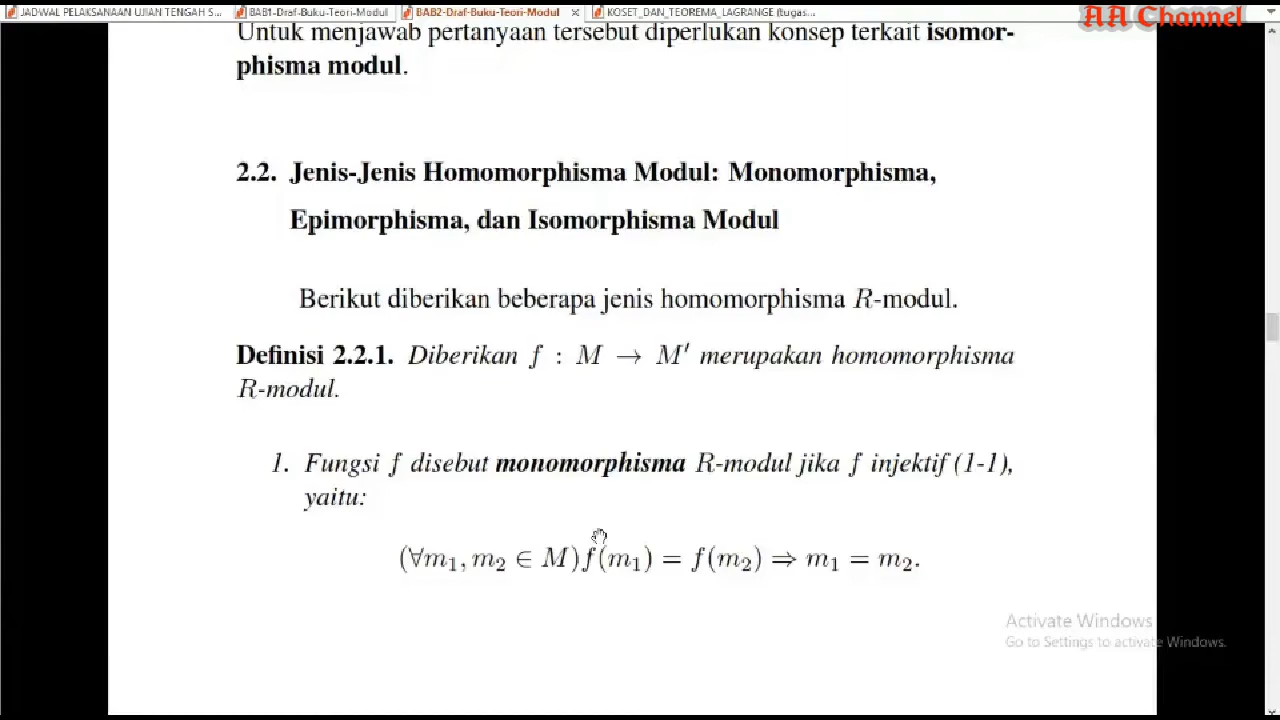 JADWAL PELAKSANAAN UJIAN TENGAH S... BAB1-Draf-Buku-Teori-Modul BAB2-Draf-Buku-Teori-Modul × KOSET_DAN_TEOREMA_LAGRANGE (tugas...
AA Channel
Untuk menjawab pertanyaan tersebut diperlukan konsep terkait isomor-
phisma modul.
2.2. Jenis-Jenis Homomorphisma Modul: Monomorphisma,
Epimorphisma, dan Isomorphisma Modul
Berikut diberikan beberapa jenis homomorphisma R-modul.
Definisi 2.2.1. Diberikan f : M → M′ merupakan homomorphisma
R-modul.
1. Fungsi f disebut monomorphisma R-modul jika f injektif (1-1),
yaitu:
(∀m₁, m₂ ∈ M)f(m₁) = f(m₂) ⇒ m₁ = m₂.
Activate Windows
Go to Settings to activate Windows.